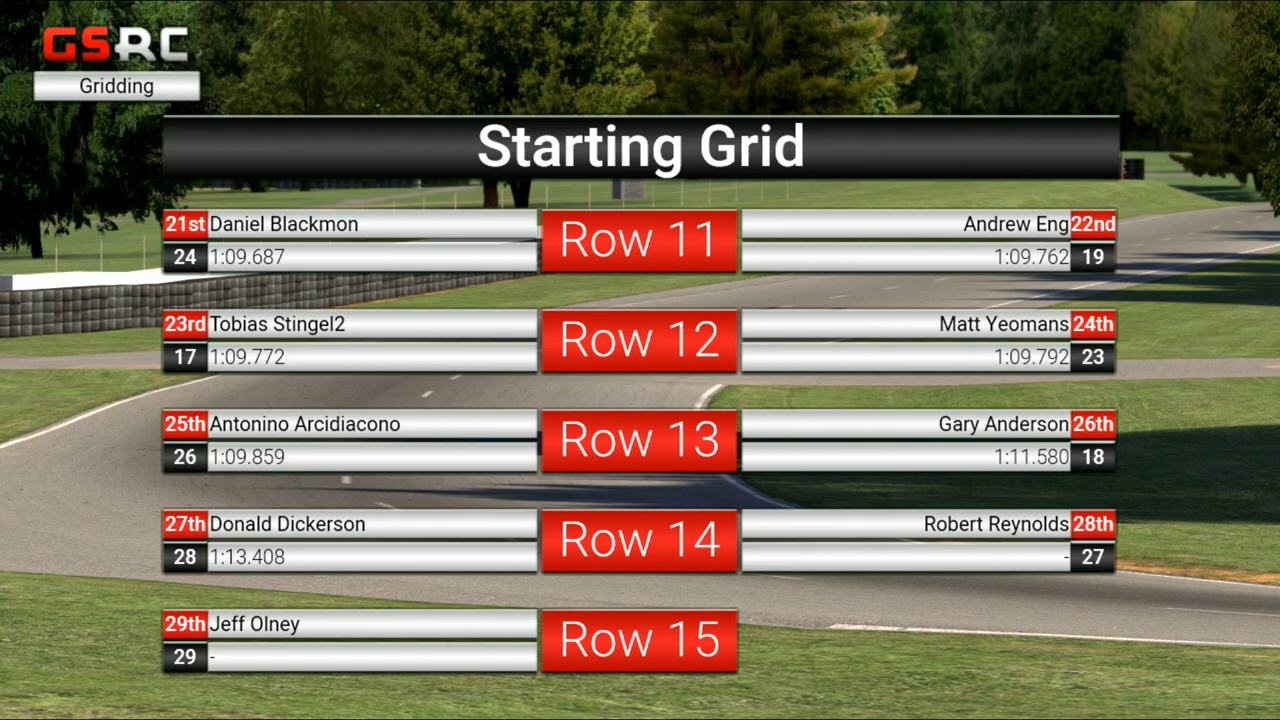 GSRC
Gridding
Starting Grid
21st Daniel Blackmon Row 11 Andrew Eng 22nd
24 1:09.687 1:09.762 19
23rd Tobias Stingel2 Row 12 Matt Yeomans 24th
17 1:09.772 1:09.792 23
25th Antonino Arcidiacono Row 13 Gary Anderson 26th
26 1:09.859 1:11.580 18
27th Donald Dickerson Row 14 Robert Reynolds 28th
28 1:13.408 - 27
29th Jeff Olney Row 15
29 -